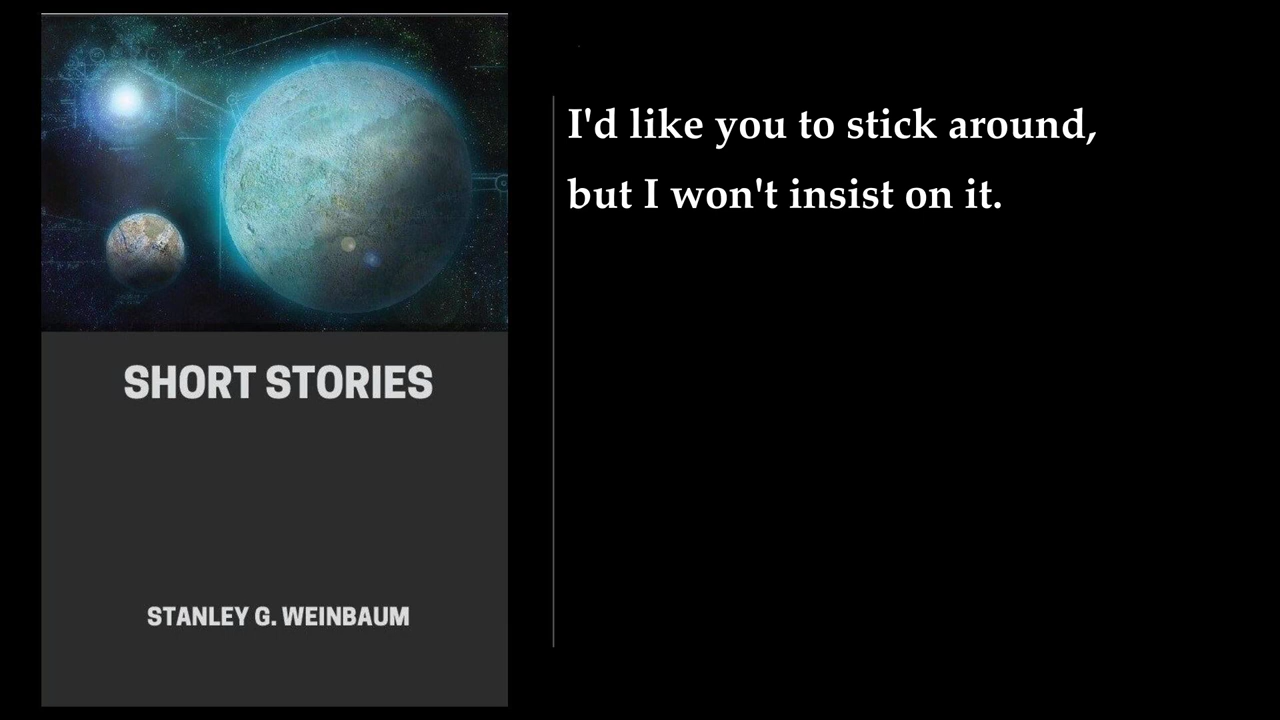 SHORT STORIES
STANLEY G. WEINBAUM
I'd like you to stick around,
but I won't insist on it.